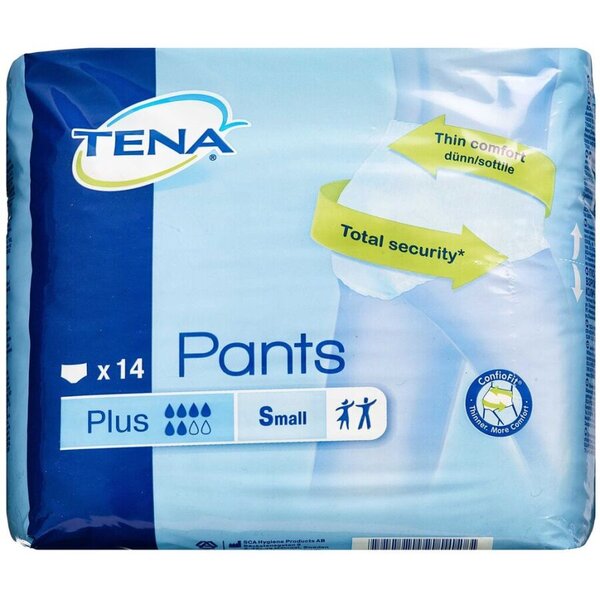 TENA®
Thin comfort
dünn/sottile
Total security*
x 14
Pants
Plus
Small
ConfioFit®
Thinner. More Comfort
SCA Hygiene Products AB
Sweden